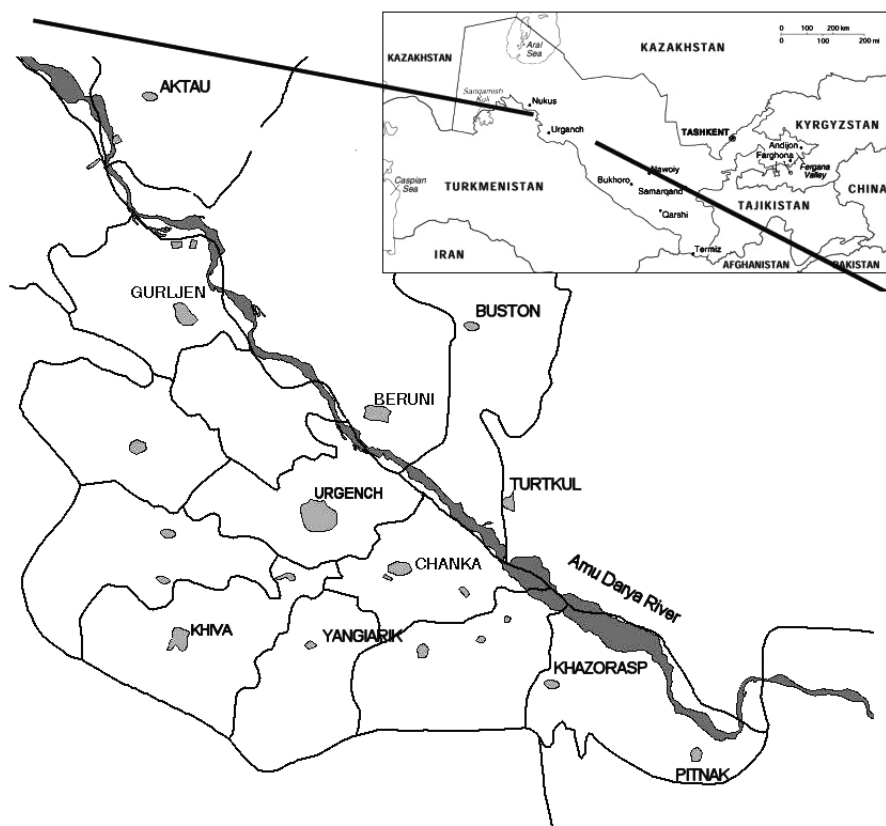 AKTAU
KAZAKHSTAN
Aral
Sea
KAZAKHSTAN
0 100 200 km
0 100 200 mi
Sarıgamish
Kuli
Nukus
Urganch
TASHKENT
KYRGYZSTAN
Andijon
Farghona
Fergana
Valley
CHINA
Caspian
Sea
TURKMENISTAN
Nawoiy
Bukhoro
Samarqand
Qarshi
TAJIKISTAN
Termiz
IRAN
AFGHANISTAN
PAKISTAN
GURLJEN
BUSTON
BERUNI
URGENCH
TURTKUL
CHANKA
Amu Darya River
KHIVA
YANGIARIK
KHAZORASP
PITNAK